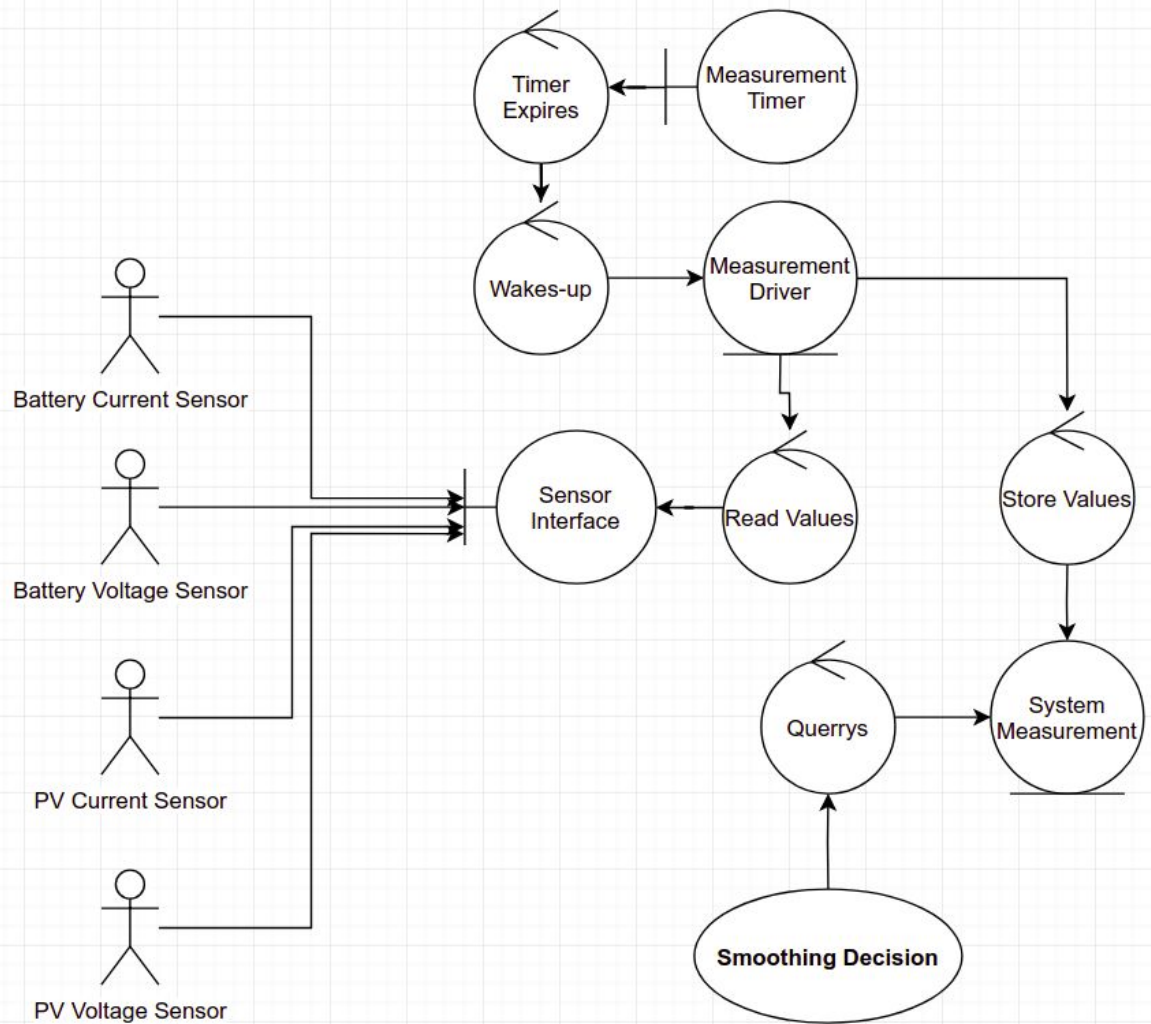 Timer
Expires
Measurement
Timer
Wakes-up
Measurement
Driver
Battery Current Sensor
Sensor
Interface
Read Values
Store Values
Battery Voltage Sensor
Querrys
System
Measurement
PV Current Sensor
Smoothing Decision
PV Voltage Sensor